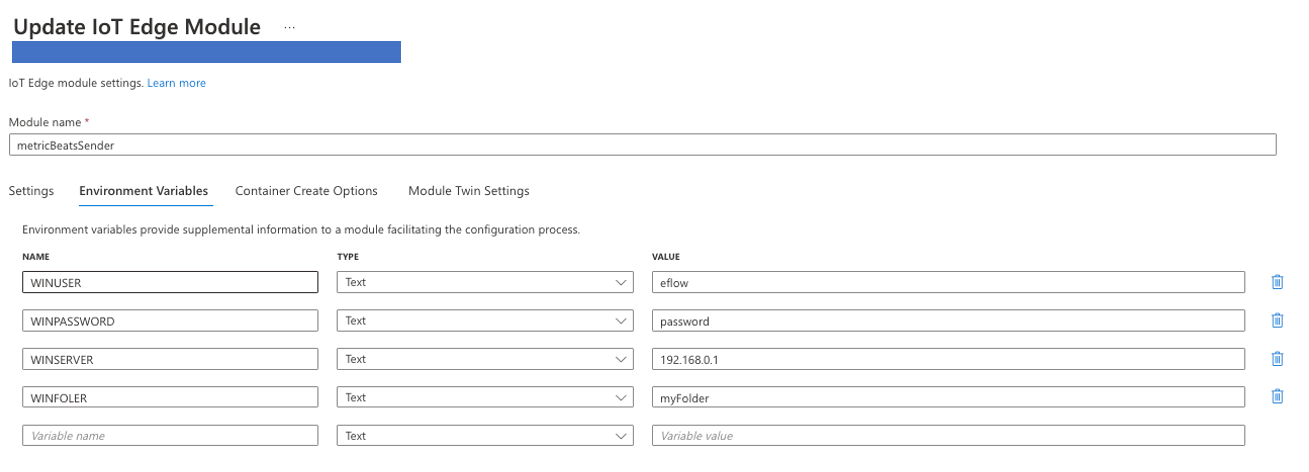 Update IoT Edge Module ...
IoT Edge module settings. Learn more
Module name *
metricBeatsSender
Settings Environment Variables Container Create Options Module Twin Settings
Environment variables provide supplemental information to a module facilitating the configuration process.
NAME TYPE VALUE
WINUSER Text eflow
WINPASSWORD Text password
WINSERVER Text 192.168.0.1
WINFOLER Text myFolder
Variable name Text Variable value